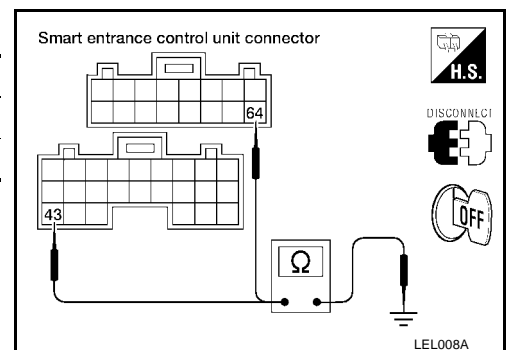 Smart entrance control unit connector
H.S.
64
DISCONNECT
43
OFF
Ω
LEL008A